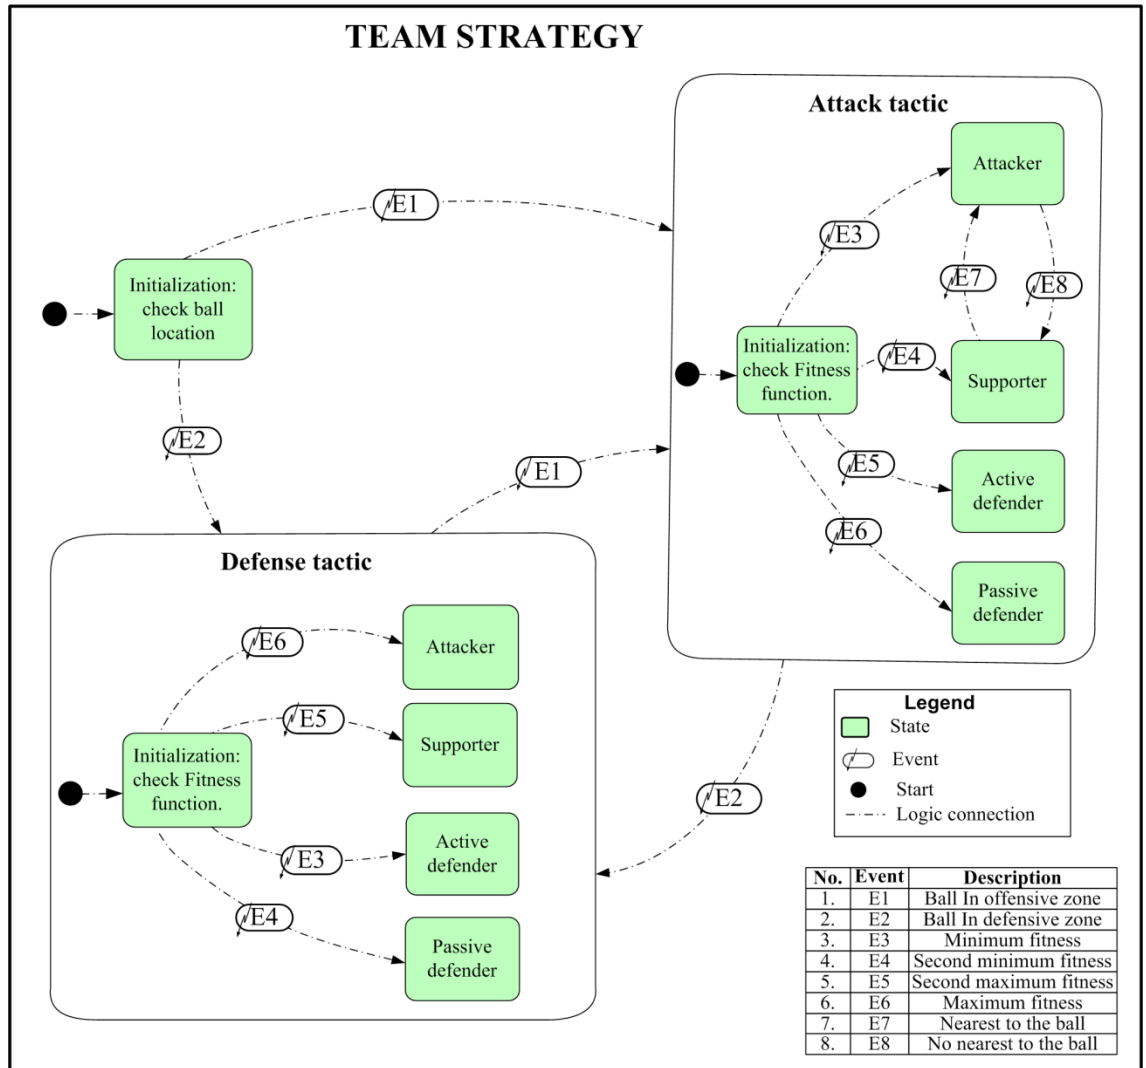 TEAM STRATEGY
Attack tactic
Attacker
E1
E3
Initialization:
check ball
location
E7
E8
Initialization:
check Fitness
function.
E4
Supporter
E2
E1
E5
Active
defender
E6
Passive
defender
Defense tactic
E6
Attacker
E5
Supporter
Initialization:
check Fitness
function.
E3
Active
defender
E4
Passive
defender
E2
Legend
State
Event
Start
Logic connection
No. Event Description
1. E1 Ball In offensive zone
2. E2 Ball In defensive zone
3. E3 Minimum fitness
4. E4 Second minimum fitness
5. E5 Second maximum fitness
6. E6 Maximum fitness
7. E7 Nearest to the ball
8. E8 No nearest to the ball